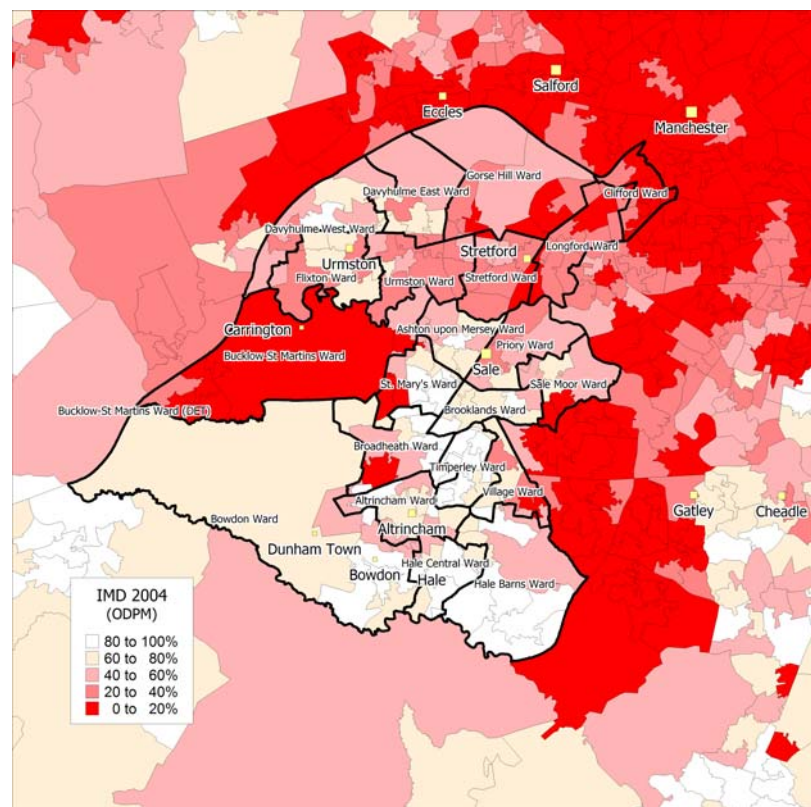 Salford
Eccles
Manchester
Gorse Hill Ward
Davyhulme East Ward
Clifford Ward
Davyhulme West Ward
Longford Ward
Stretford
Urmston
Flixton Ward
Urmston Ward
Stretford Ward
Carrington
Ashton upon Mersey Ward
Priory Ward
Bucklow-St Martins Ward
Sale
St. Mary's Ward
Sale Moor Ward
Bucklow-St Martins Ward (DET)
Brooklands Ward
Broadheath Ward
Timperley Ward
Village Ward
Altrincham Ward
Gatley
Cheadle
Bowdon Ward
Altrincham
Dunham Town
Hale Central Ward
Bowdon
Hale
Hale Barns Ward
IMD 2004
(ODPM)
80 to 100%
60 to 80%
40 to 60%
20 to 40%
0 to 20%